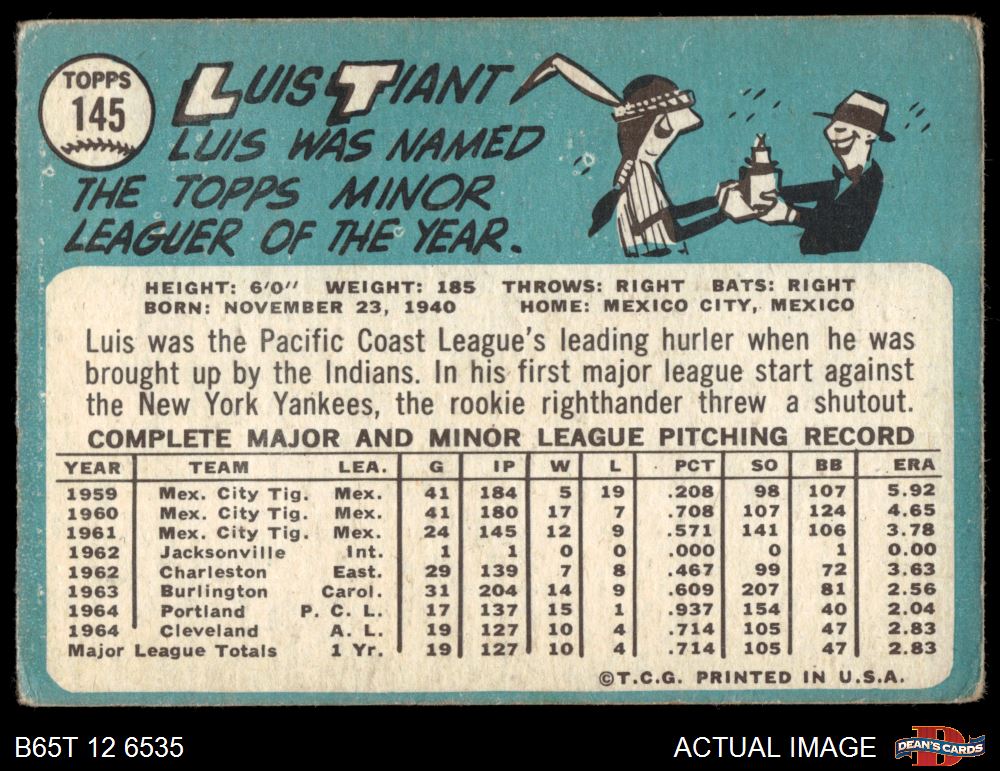 TOPPS
145
LUIS TIANT
LUIS WAS NAMED
THE TOPPS MINOR
LEAGUER OF THE YEAR.
HEIGHT: 6'0" WEIGHT: 185 THROWS: RIGHT BATS: RIGHT
BORN: NOVEMBER 23, 1940 HOME: MEXICO CITY, MEXICO
Luis was the Pacific Coast League's leading hurler when he was
brought up by the Indians. In his first major league start against
the New York Yankees, the rookie righthander threw a shutout.
COMPLETE MAJOR AND MINOR LEAGUE PITCHING RECORD
YEAR TEAM LEA. G IP W L PCT SO BB ERA
1959 Mex. City Tig. Mex. 41 184 5 19 .208 98 107 5.92
1960 Mex. City Tig. Mex. 41 180 17 7 .708 107 124 4.65
1961 Mex. City Tig. Mex. 24 145 12 9 .571 141 106 3.78
1962 Jacksonville Int. 1 1 0 0 .000 0 1 0.00
1962 Charleston East. 29 139 7 8 .467 99 72 3.63
1963 Burlington Carol. 31 204 14 9 .609 207 81 2.56
1964 Portland P. C. L. 17 137 15 1 .937 154 40 2.04
1964 Cleveland A. L. 19 127 10 4 .714 105 47 2.83
Major League Totals 1 Yr. 19 127 10 4 .714 105 47 2.83
©T.C.G. PRINTED IN U.S.A.
B65T 12 6535 ACTUAL IMAGE
D
DEAN'S CARDS